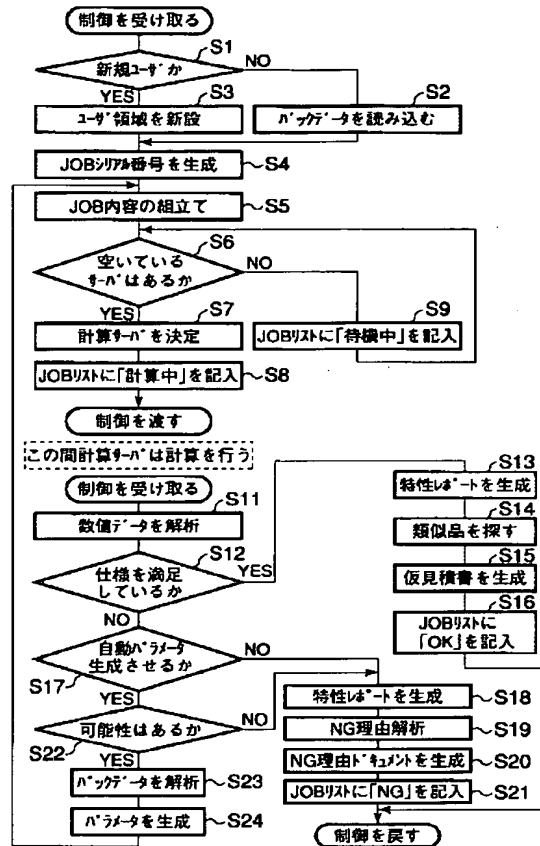 制御を受け取る
S1
新規ユーザか
NO
YES
S3
S2
ユーザ領域を新設
バックデータを読み込む
JOBシリアル番号を生成
S4
JOB内容の組立て
S5
S6
空いている
サーバはあるか
NO
YES
S7
S9
計算サーバを決定
JOBリストに「待機中」を記入
JOBリストに「計算中」を記入
S8
制御を渡す
この間計算サーバは計算を行う
制御を受け取る
S11
数値データを解析
S12
仕様を満足
しているか
YES
NO
S13
特性レポートを生成
S14
類似品を探す
S15
仮見積書を生成
S16
JOBリストに
「OK」を記入
自動パラメータ
生成させるか
NO
S17
YES
可能性はあるか
NO
S22
YES
バックデータを解析
S23
パラメータを生成
S24
特性レポートを生成
S18
NG理由解析
S19
NG理由ドキュメントを生成
S20
JOBリストに「NG」を記入
S21
制御を戻す